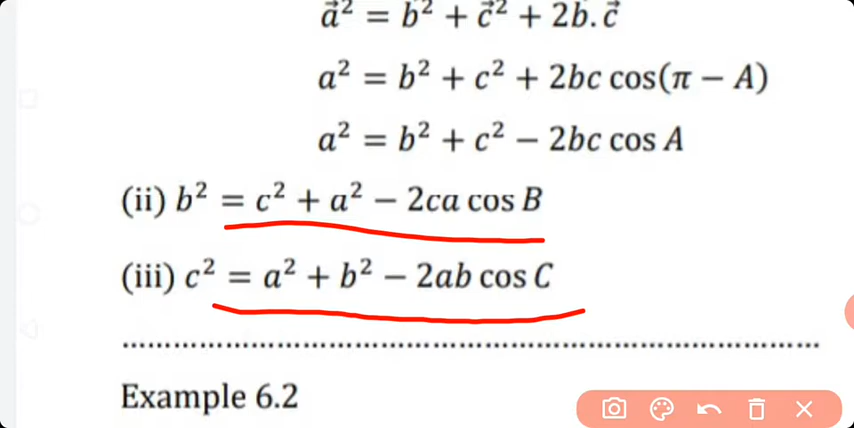 a⃗² = b⃗² + c⃗² + 2b⃗. c⃗
a² = b² + c² + 2bc cos(π − A)
a² = b² + c² − 2bc cos A
(ii) b² = c² + a² − 2ca cos B
(iii) c² = a² + b² − 2ab cos C
Example 6.2